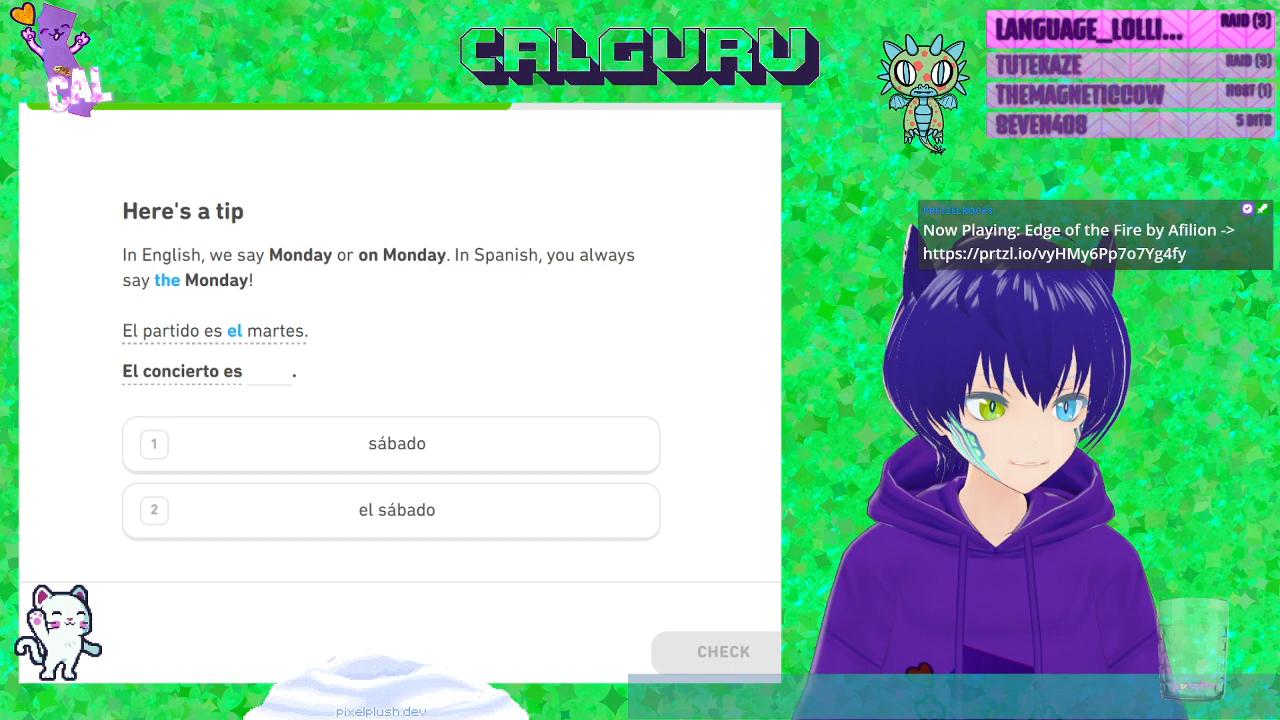 CAL
CALGURU
LANGUAGE_LOLLI... RAID (3)
TUTEKAZE RAID (3)
THEMAGNETICCOW HOST (1)
SEVEN408 5 BITS
PRETZELROCKS
Now Playing: Edge of the Fire by Afilion ->
https://prtzl.io/vyHMy6Pp7o7Yg4fy
Here's a tip
In English, we say Monday or on Monday. In Spanish, you always
say the Monday!
El partido es el martes.
El concierto es ____ .
1 sábado
2 el sábado
CHECK
pixelplush.dev